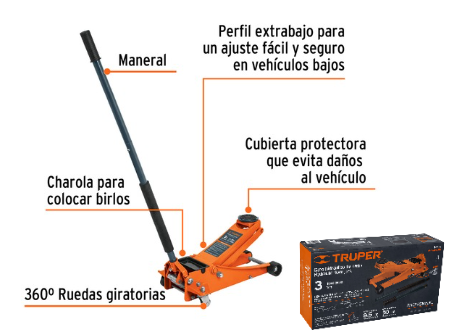 Perfil extrabajo para
un ajuste fácil y seguro
en vehículos bajos
Maneral
Cubierta protectora
que evita daños
al vehículo
Charola para
colocar birlos
360º Ruedas giratorias
TRUPER
3